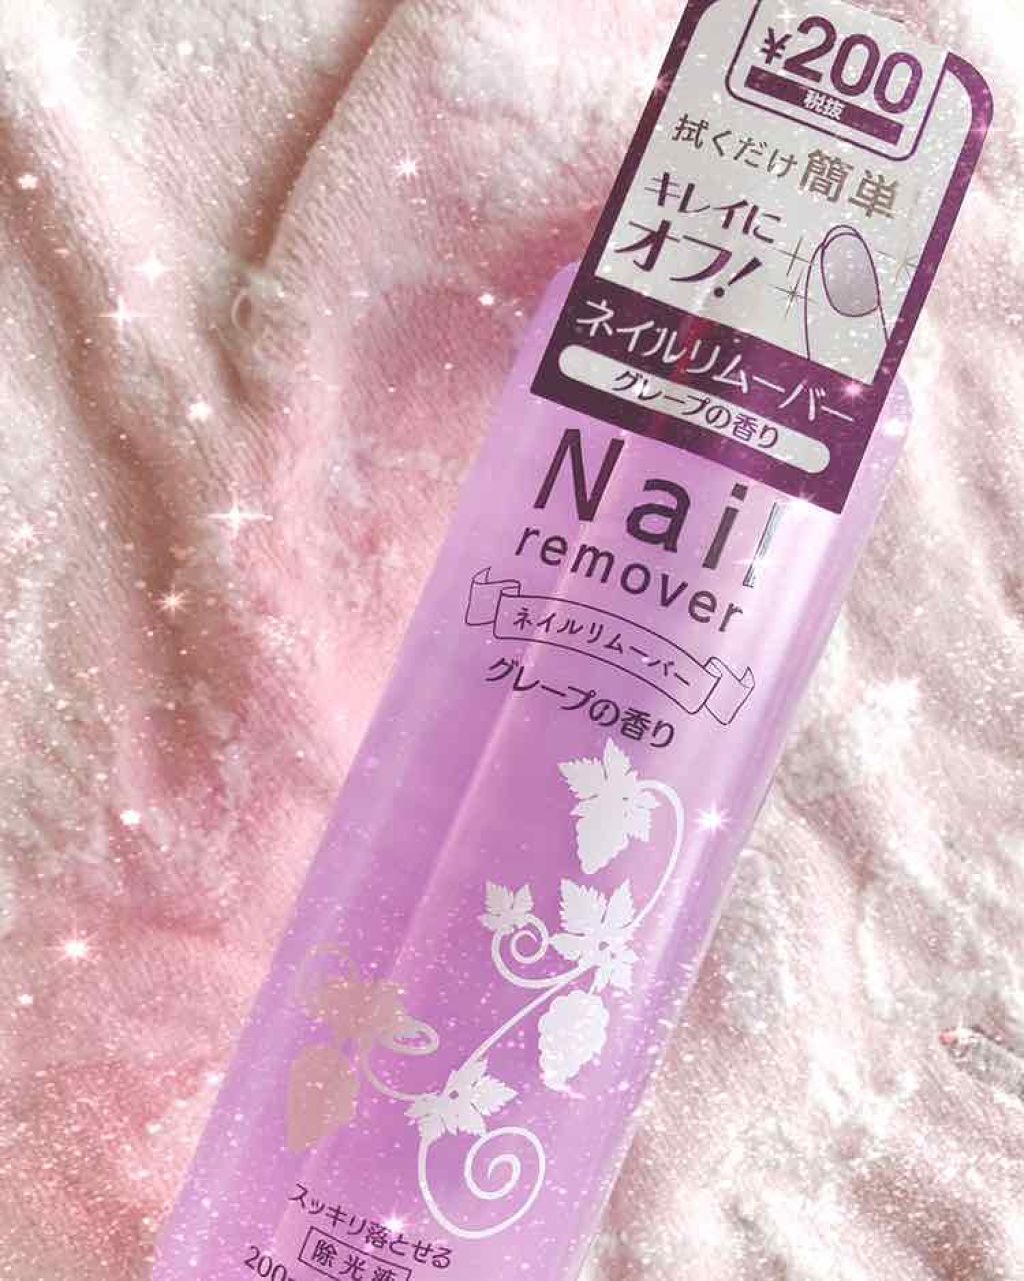 ¥200
税抜
拭くだけ簡単
キレイに
オフ!
ネイルリムーバー
グレープの香り
Nail
remover
ネイルリムーバー
グレープの香り
スッキリ落とせる
除光液
200